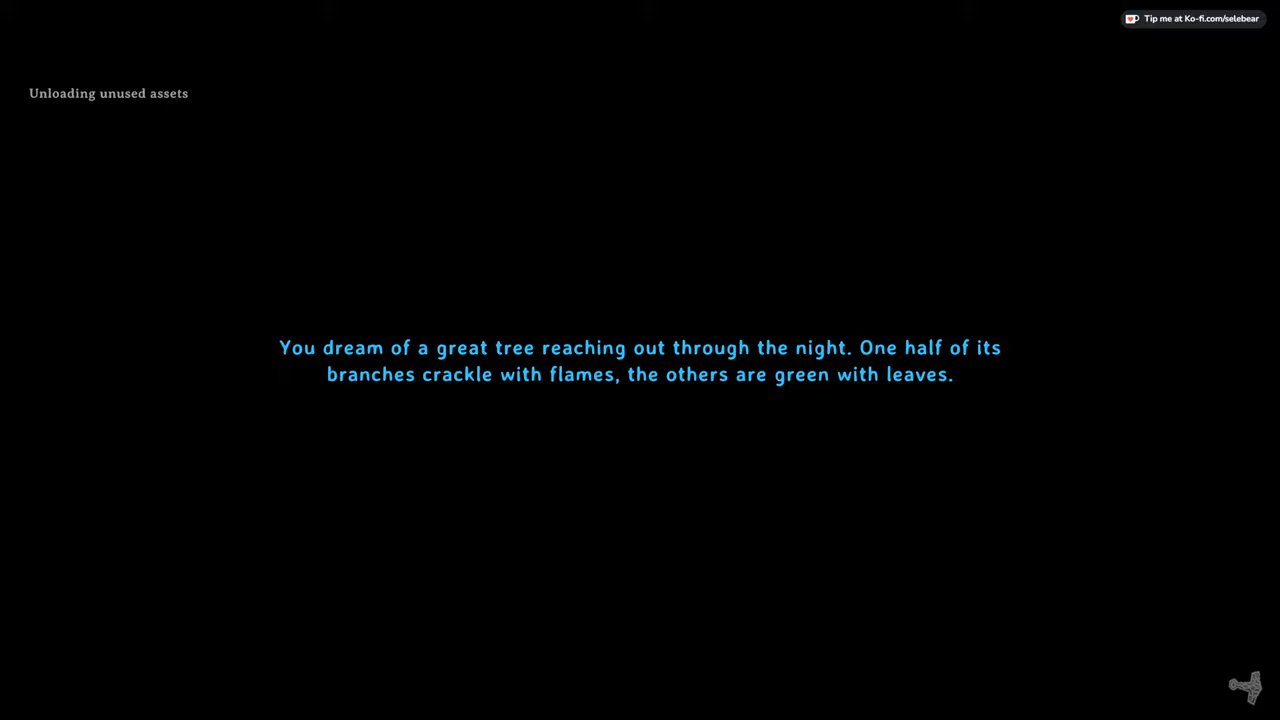 Tip me at Ko-fi.com/selebear
Unloading unused assets
You dream of a great tree reaching out through the night. One half of its
branches crackle with flames, the others are green with leaves.